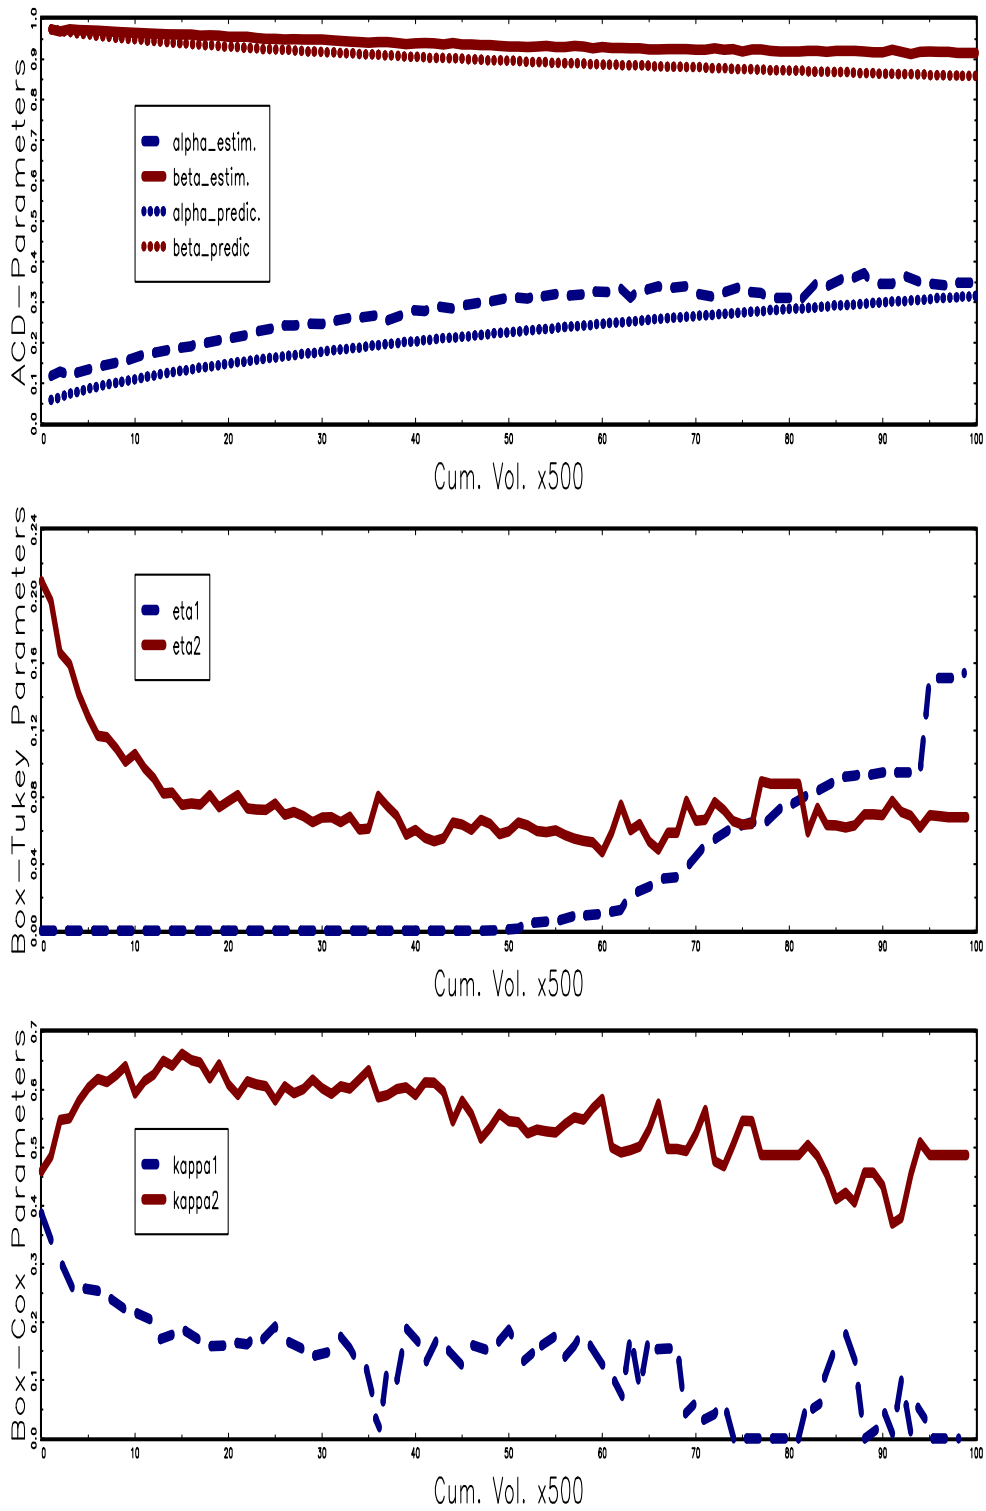 ACD-Parameters
1.0
0.9
0.8
0.7
0.6
0.5
0.4
0.3
0.2
0.1
0.0
alpha_estim.
beta_estim.
alpha_predic.
beta_predic
0 10 20 30 40 50 60 70 80 90 100
Cum. Vol. x500
Box-Tukey Parameters
0.24
0.20
0.16
0.12
0.08
0.04
0.00
eta1
eta2
0 10 20 30 40 50 60 70 80 90 100
Cum. Vol. x500
Box-Cox Parameters
0.7
0.6
0.5
0.4
0.3
0.2
0.1
0.0
kappa1
kappa2
0 10 20 30 40 50 60 70 80 90 100
Cum. Vol. x500